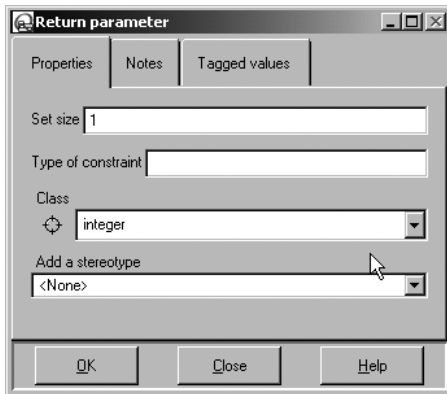 Return parameter
Properties Notes Tagged values
Set size 1
Type of constraint
Class
integer
Add a stereotype
<None>
OK Close Help